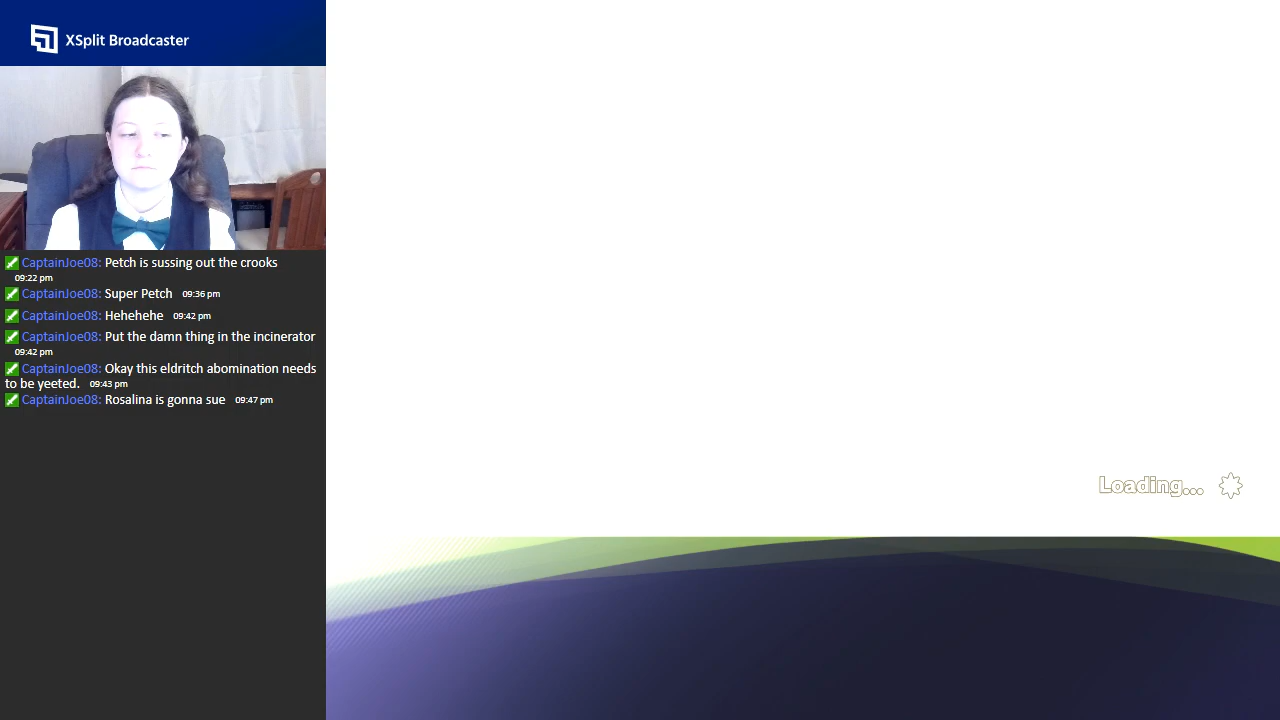 XSplit Broadcaster
CaptainJoe08: Petch is sussing out the crooks
09:22 pm
CaptainJoe08: Super Petch 09:36 pm
CaptainJoe08: Hehehehe 09:42 pm
CaptainJoe08: Put the damn thing in the incinerator
09:42 pm
CaptainJoe08: Okay this eldritch abomination needs
to be yeeted. 09:43 pm
CaptainJoe08: Rosalina is gonna sue 09:47 pm
Loading...